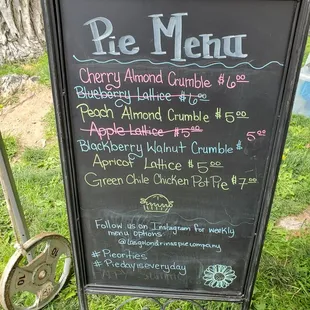 Pie Menu
Cherry Almond Crumble $6.00
Blueberry Lattice $6.00
Peach Almond Crumble $5.00
Apple Lattice $5.00
Blackberry Walnut Crumble $ 5.00
Apricot Lattice $5.00
Green Chile Chicken Pot Pie $7.00
Follow us on Instagram for weekly
menu options
#Pieorities
#Piedayiseveryday